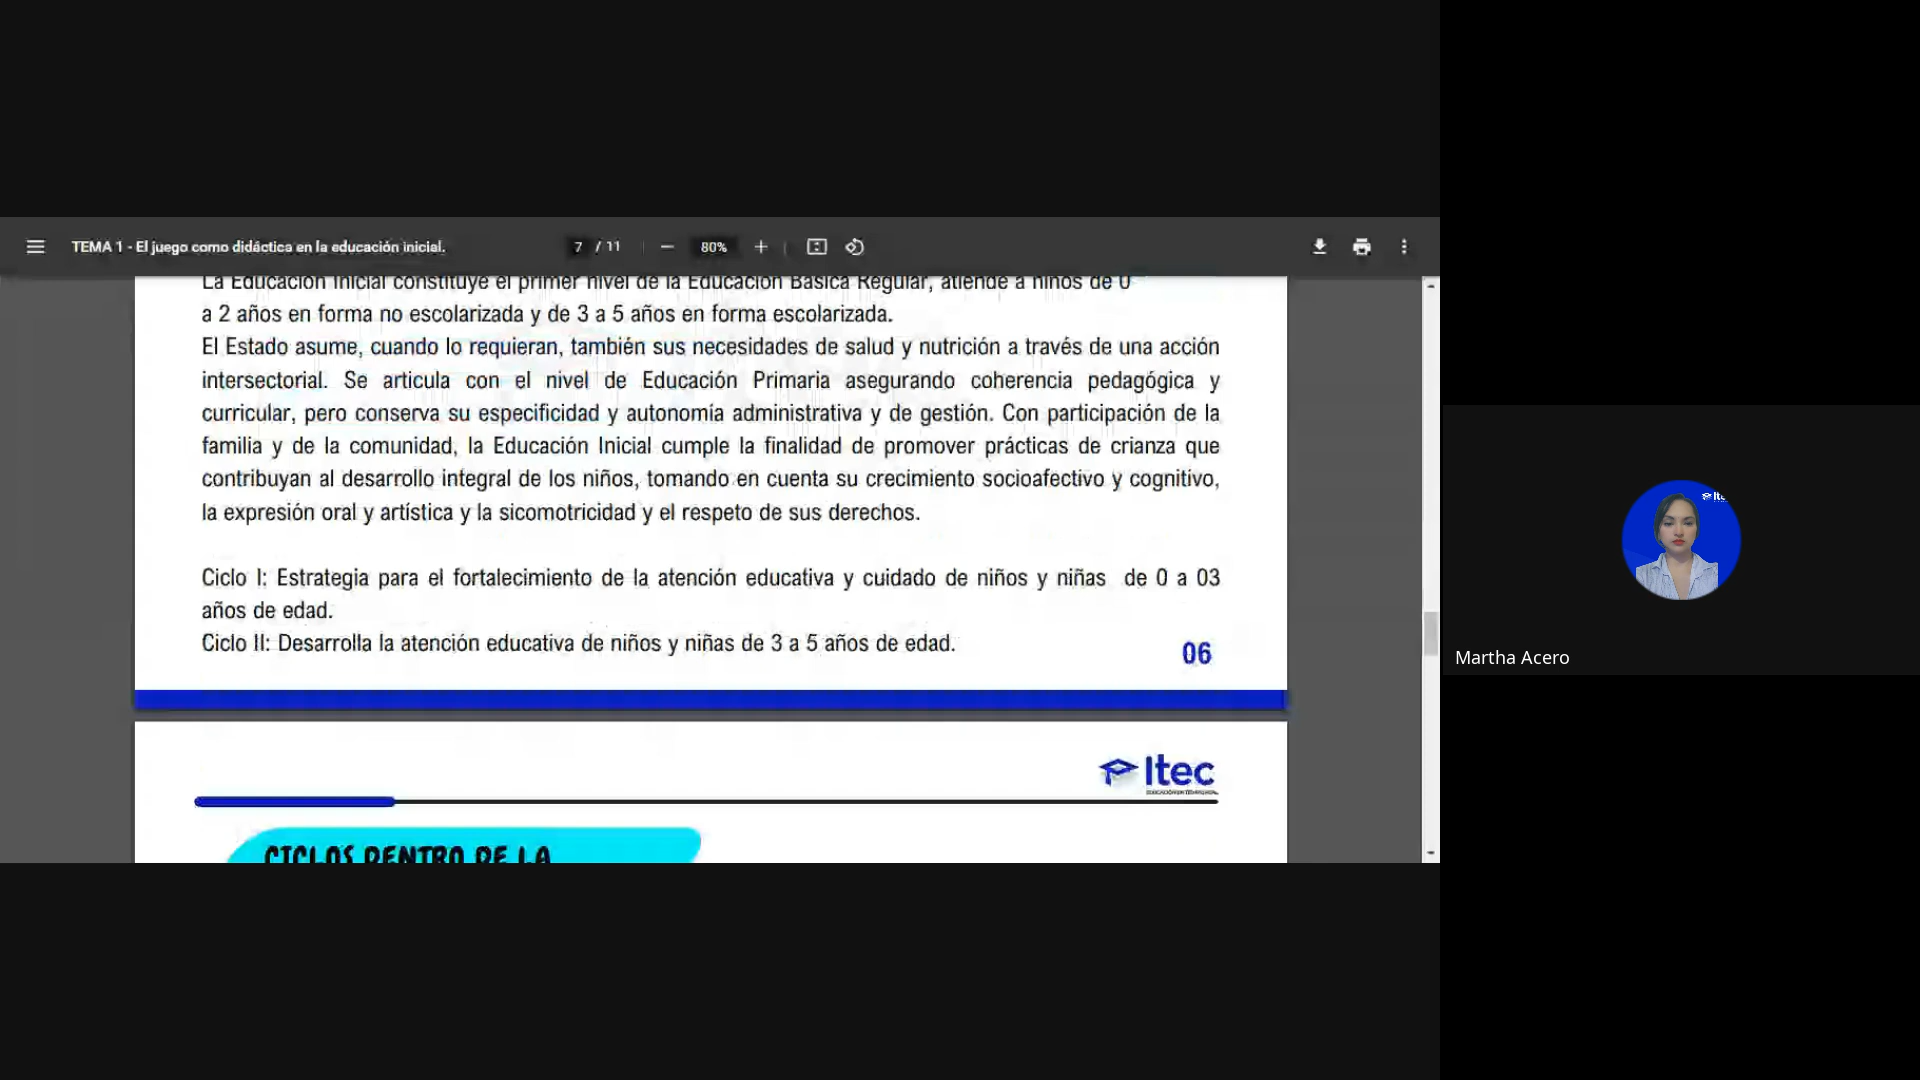 TEMA 1 - El juego como didáctica en la educación inicial.
7 / 11
80%
La Educación Inicial constituye el primer nivel de la Educación Básica Regular, atiende a niños de 0
a 2 años en forma no escolarizada y de 3 a 5 años en forma escolarizada.
El Estado asume, cuando lo requieran, también sus necesidades de salud y nutrición a través de una acción
intersectorial. Se articula con el nivel de Educación Primaria asegurando coherencia pedagógica y
curricular, pero conserva su especificidad y autonomía administrativa y de gestión. Con participación de la
familia y de la comunidad, la Educación Inicial cumple la finalidad de promover prácticas de crianza que
contribuyan al desarrollo integral de los niños, tomando en cuenta su crecimiento socioafectivo y cognitivo,
la expresión oral y artística y la sicomotricidad y el respeto de sus derechos.
Ciclo I: Estrategia para el fortalecimiento de la atención educativa y cuidado de niños y niñas de 0 a 03
años de edad.
Ciclo II: Desarrolla la atención educativa de niños y niñas de 3 a 5 años de edad.
06
Itec
CICLOS DENTRO DE LA
Martha Acero